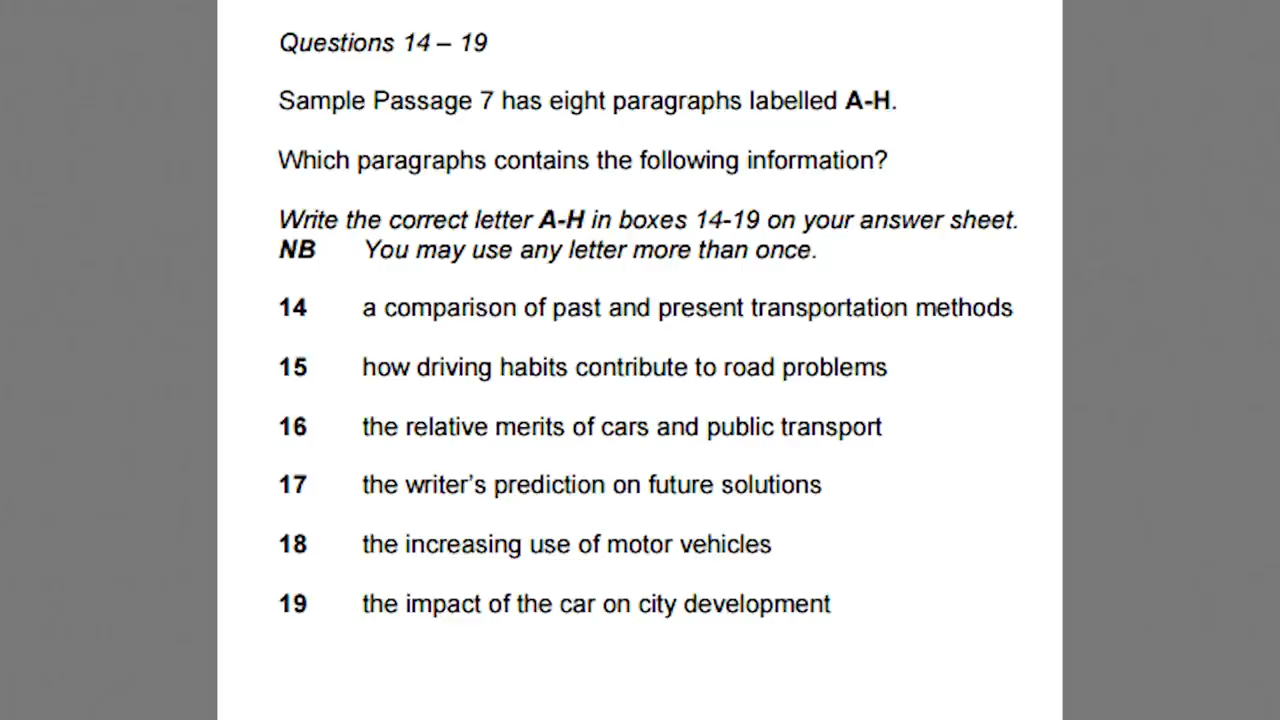 Questions 14 – 19
Sample Passage 7 has eight paragraphs labelled A-H.
Which paragraphs contains the following information?
Write the correct letter A-H in boxes 14-19 on your answer sheet.
NB You may use any letter more than once.
14 a comparison of past and present transportation methods
15 how driving habits contribute to road problems
16 the relative merits of cars and public transport
17 the writer's prediction on future solutions
18 the increasing use of motor vehicles
19 the impact of the car on city development